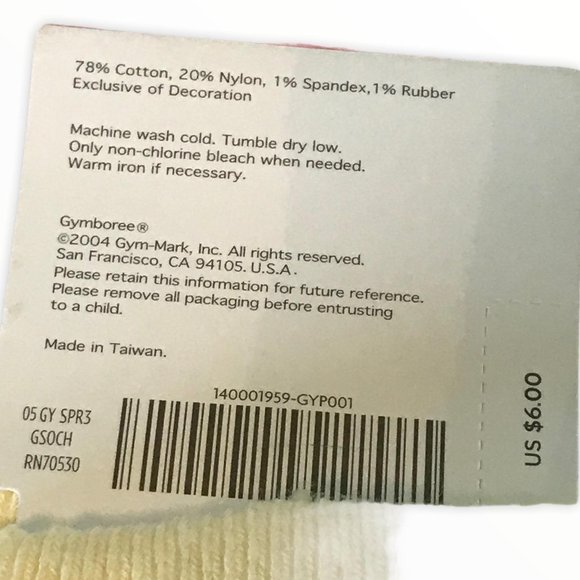 78% Cotton, 20% Nylon, 1% Spandex,1% Rubber
Exclusive of Decoration
Machine wash cold. Tumble dry low.
Only non-chlorine bleach when needed.
Warm iron if necessary.
Gymboree®
©2004 Gym-Mark, Inc. All rights reserved.
San Francisco, CA 94105. U.S.A.
Please retain this information for future reference.
Please remove all packaging before entrusting
to a child.
Made in Taiwan.
140001959-GYP001
05 GY SPR3
GSOCH
RN70530
US $6.00